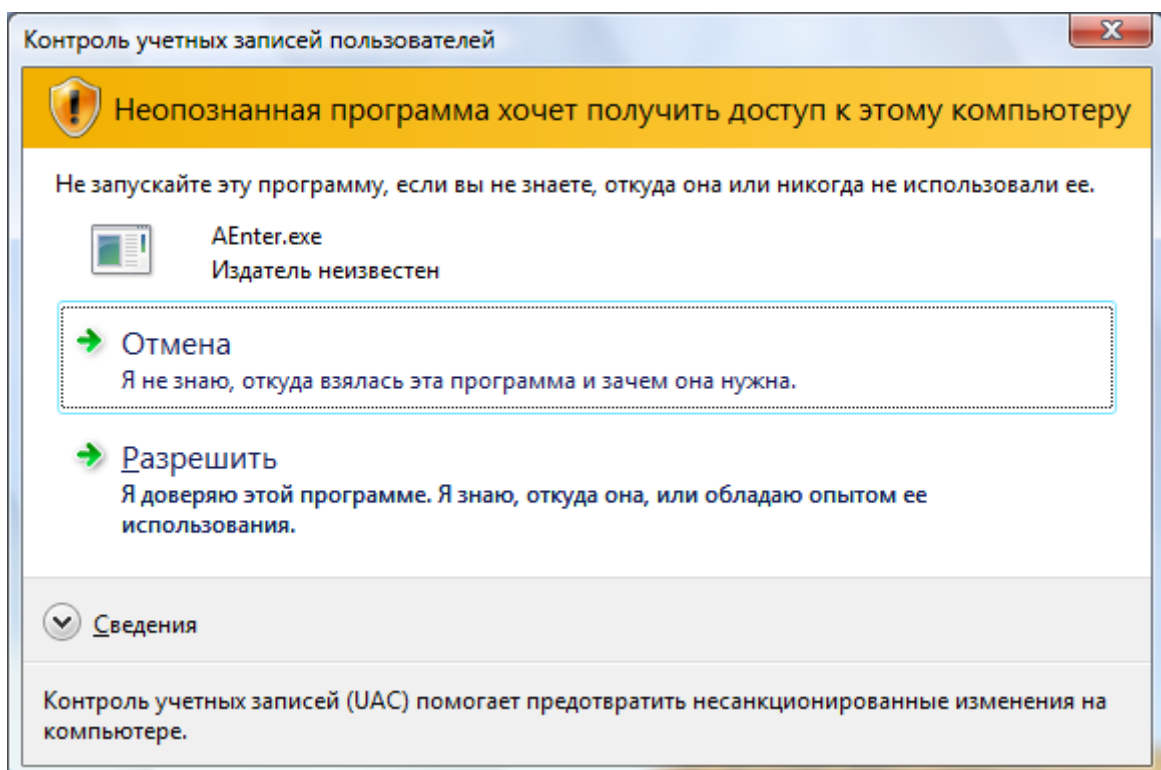 Контроль учетных записей пользователей
Неопознанная программа хочет получить доступ к этому компьютеру
Не запускайте эту программу, если вы не знаете, откуда она или никогда не использовали ее.
AEnter.exe
Издатель неизвестен
Отмена
Я не знаю, откуда взялась эта программа и зачем она нужна.
Разрешить
Я доверяю этой программе. Я знаю, откуда она, или обладаю опытом ее
использования.
Сведения
Контроль учетных записей (UAC) помогает предотвратить несанкционированные изменения на
компьютере.